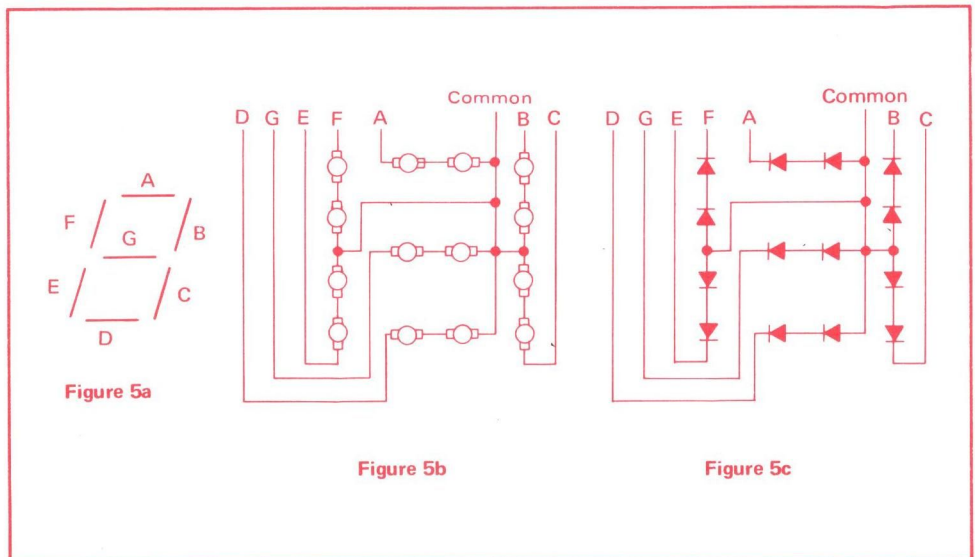 Common
D G E F A B C
Common
D G E F A B C
A
F B
G
E C
D
Figure 5a
Figure 5b
Figure 5c